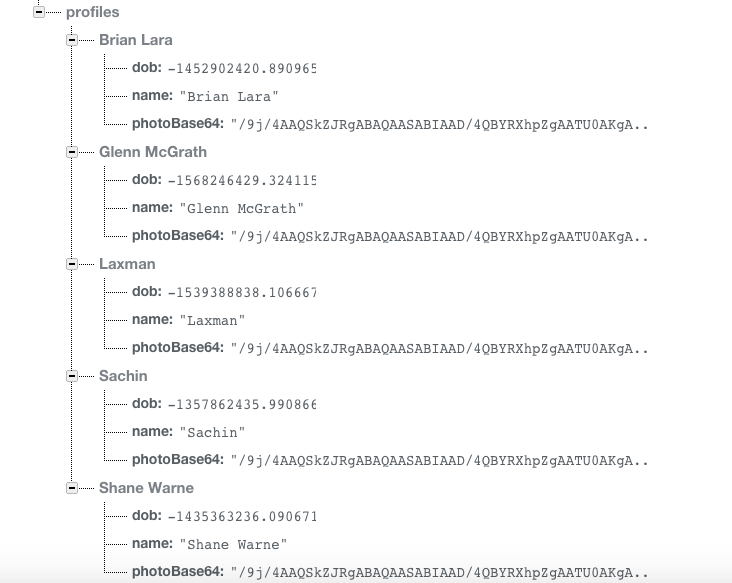 profiles
Brian Lara
dob: -1452902420.890965
name: "Brian Lara"
photoBase64: "/9j/4AAQSkZJRgABAQAASABIAAD/4QBYRXhpZgAATU0AKgA..
Glenn McGrath
dob: -1568246429.324115
name: "Glenn McGrath"
photoBase64: "/9j/4AAQSkZJRgABAQAASABIAAD/4QBYRXhpZgAATU0AKgA..
Laxman
dob: -1539388838.106667
name: "Laxman"
photoBase64: "/9j/4AAQSkZJRgABAQAASABIAAD/4QBYRXhpZgAATU0AKgA..
Sachin
dob: -1357862435.990866
name: "Sachin"
photoBase64: "/9j/4AAQSkZJRgABAQAASABIAAD/4QBYRXhpZgAATU0AKgA..
Shane Warne
dob: -1435363236.090671
name: "Shane Warne"
photoBase64: "/9j/4AAQSkZJRgABAQAASABIAAD/4QBYRXhpZgAATU0AKgA..